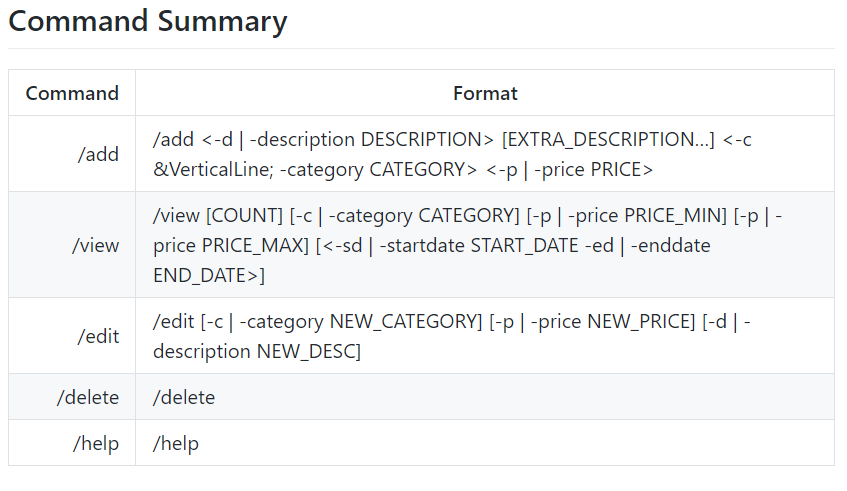 Command Summary
Command Format
/add /add <-d | -description DESCRIPTION> [EXTRA_DESCRIPTION...] <-c
&VerticalLine; -category CATEGORY> <-p | -price PRICE>
/view /view [COUNT] [-c | -category CATEGORY] [-p | -price PRICE_MIN] [-p | -
price PRICE_MAX] [<-sd | -startdate START_DATE -ed | -enddate
END_DATE>]
/edit /edit [-c | -category NEW_CATEGORY] [-p | -price NEW_PRICE] [-d | -
description NEW_DESC]
/delete /delete
/help /help